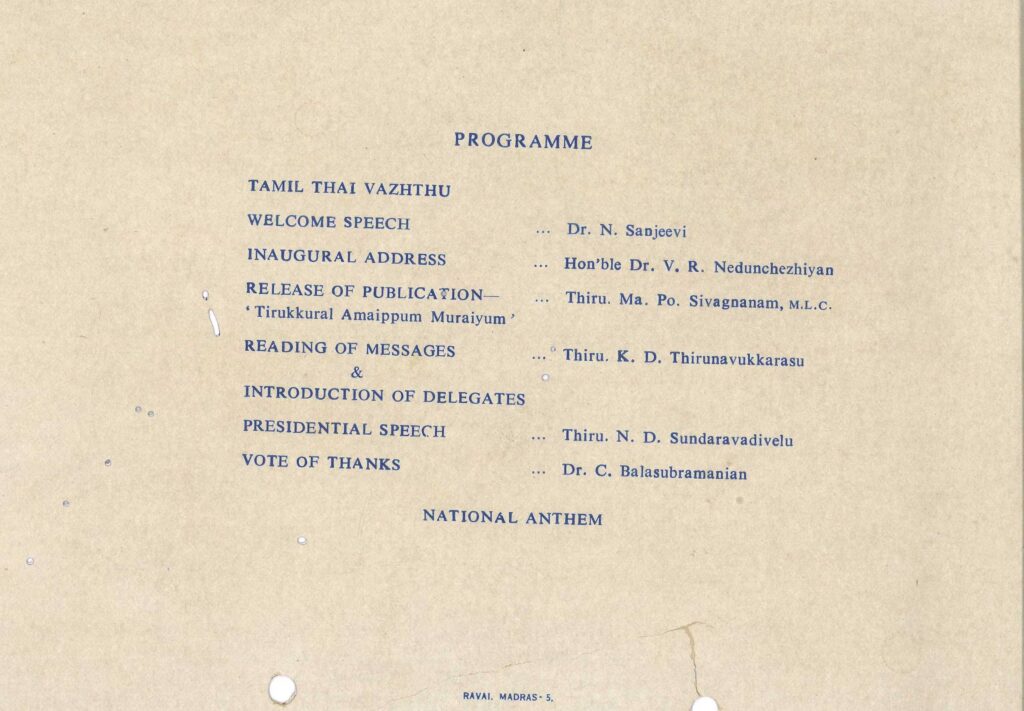 PROGRAMME
TAMIL THAI VAZHTHU
WELCOME SPEECH ... Dr. N. Sanjeevi
INAUGURAL ADDRESS ... Hon'ble Dr. V. R. Nedunchezhiyan
RELEASE OF PUBLICATION— ... Thiru. Ma. Po. Sivagnanam, M.L.C.
'Tirukkural Amaippum Muraiyum'
READING OF MESSAGES ... Thiru. K. D. Thirunavukkarasu
&
INTRODUCTION OF DELEGATES
PRESIDENTIAL SPEECH ... Thiru. N. D. Sundaravadivelu
VOTE OF THANKS ... Dr. C. Balasubramanian
NATIONAL ANTHEM
RAVAI. MADRAS-5.